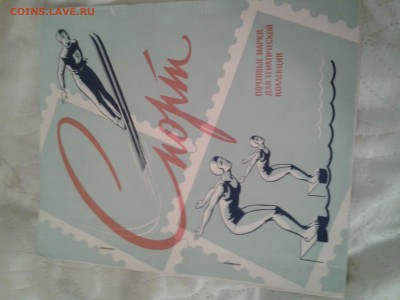 COINS.LAVE.RU
Спорт
ПОЧТОВЫЕ МАРКИ
ДЛЯ ТЕМАТИЧЕСКОЙ
КОЛЛЕКЦИИ